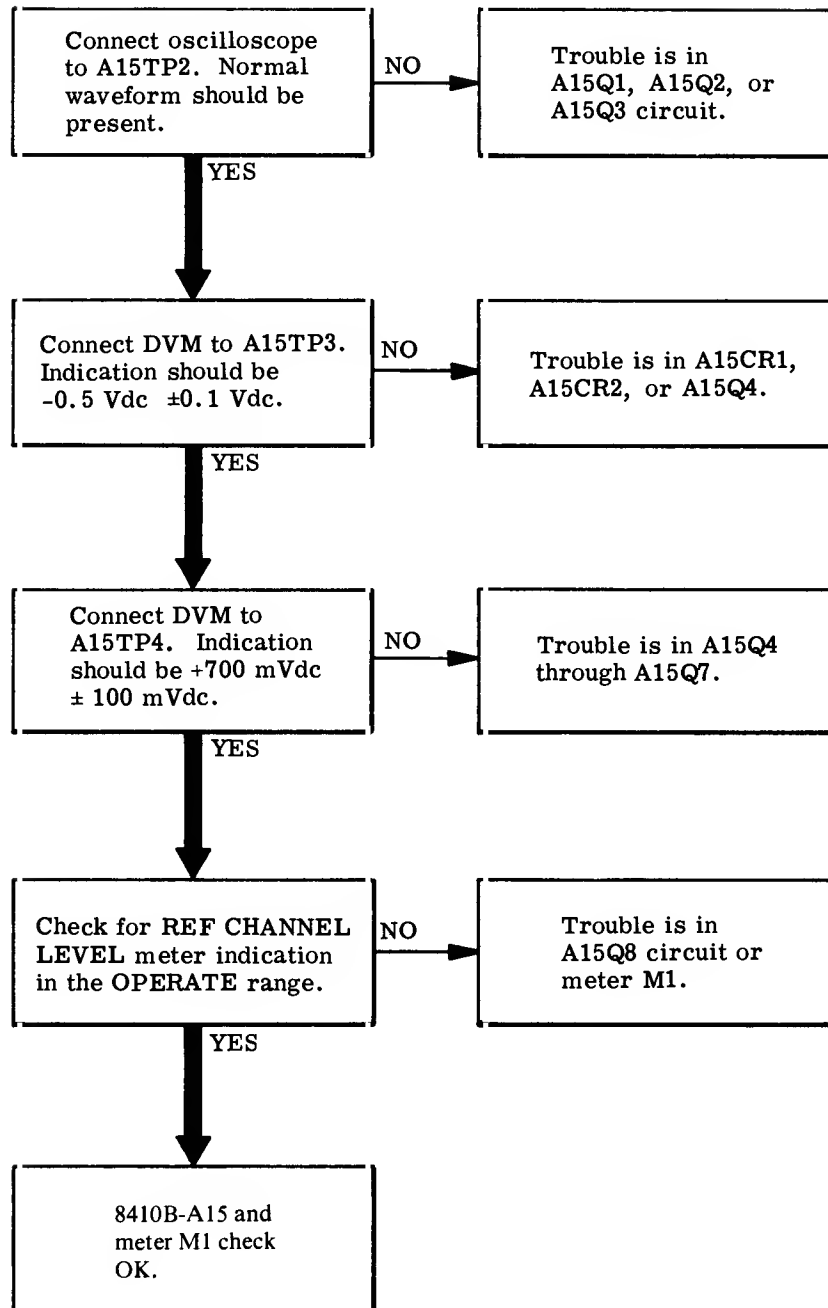 Connect oscilloscope
to A15TP2. Normal
waveform should be
present.
NO
Trouble is in
A15Q1, A15Q2, or
A15Q3 circuit.
YES
Connect DVM to A15TP3.
Indication should be
-0.5 Vdc ±0.1 Vdc.
NO
Trouble is in A15CR1,
A15CR2, or A15Q4.
YES
Connect DVM to
A15TP4. Indication
should be +700 mVdc
± 100 mVdc.
NO
Trouble is in A15Q4
through A15Q7.
YES
Check for REF CHANNEL
LEVEL meter indication
in the OPERATE range.
NO
Trouble is in
A15Q8 circuit or
meter M1.
YES
8410B-A15 and
meter M1 check
OK.